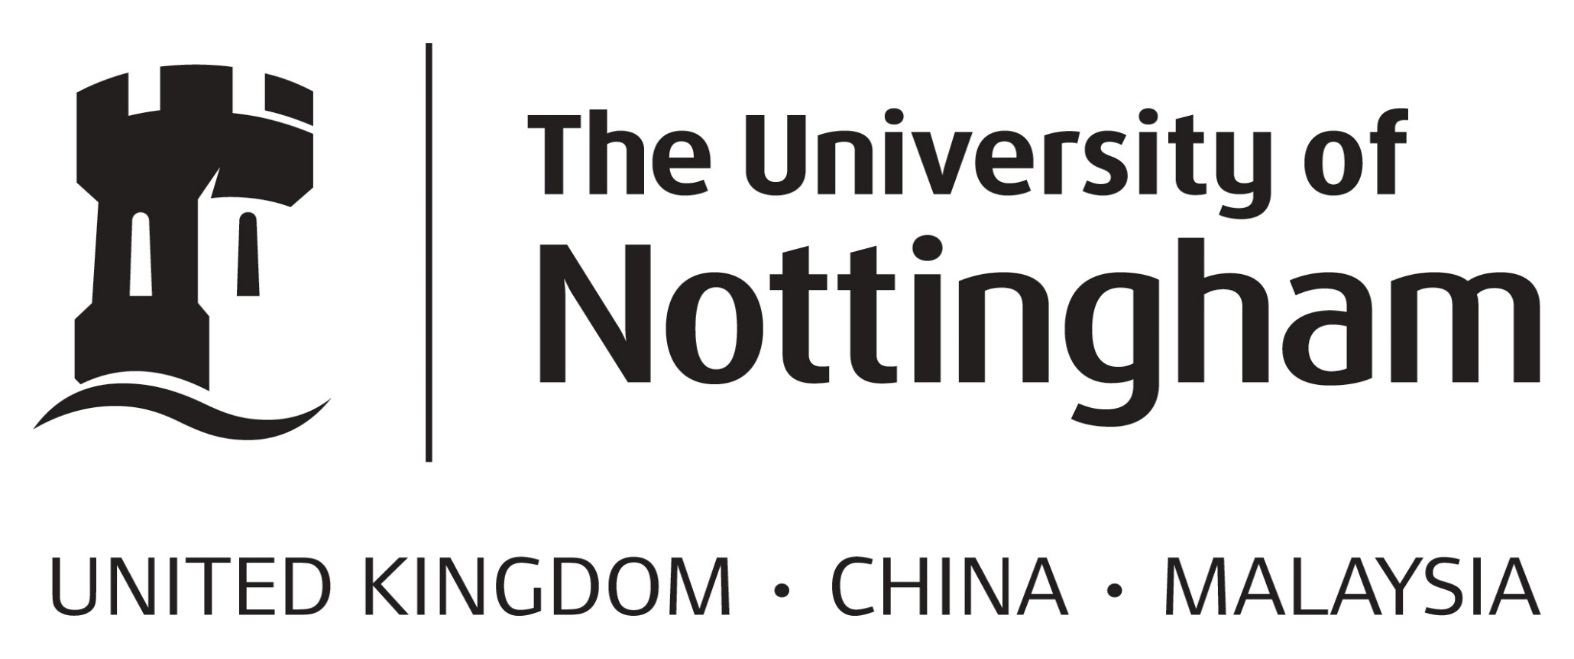 The University of
Nottingham
UNITED KINGDOM · CHINA · MALAYSIA